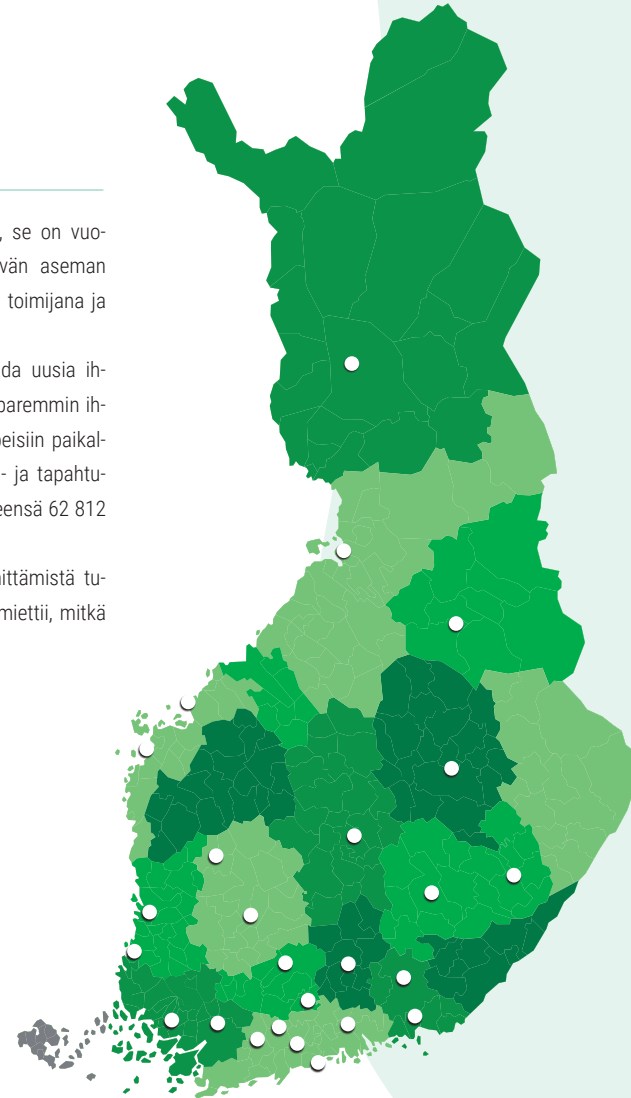 , se on vuo-
vän aseman
toimijana ja
da uusia ih-
paremmin ih-
peisiin paikal-
- ja tapahtu-
eensä 62 812
nittämistä tu-
miettii, mitkä